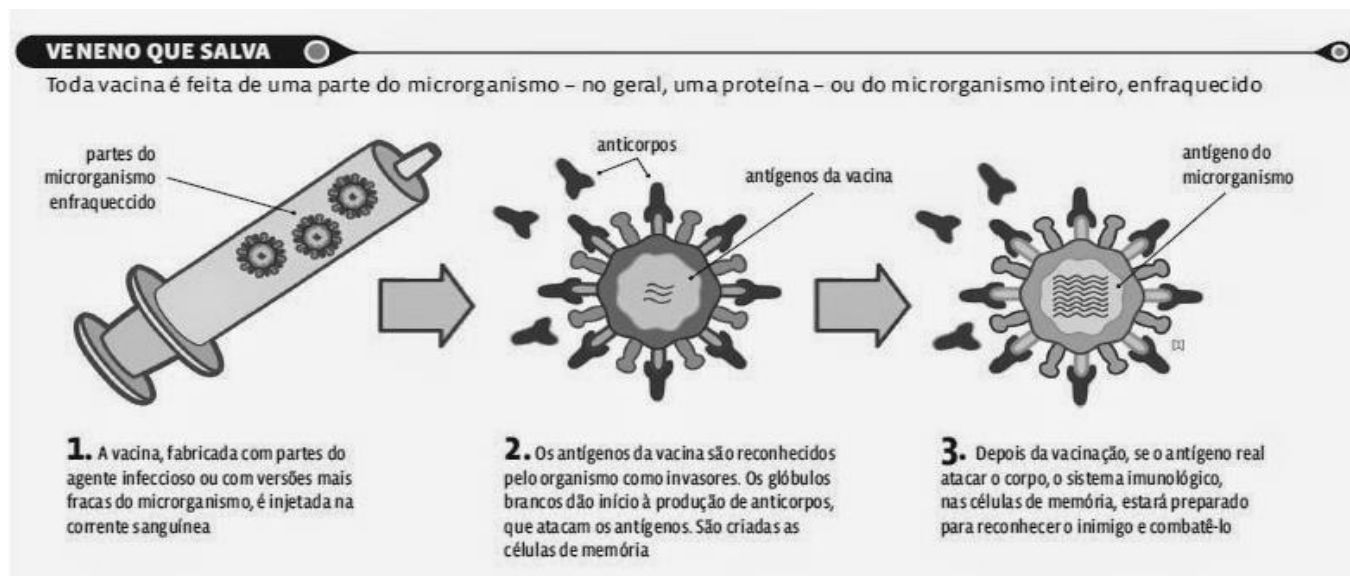 VENENO QUE SALVA
Toda vacina é feita de uma parte do microrganismo – no geral, uma proteína – ou do microrganismo inteiro, enfraquecido
partes do
microrganismo
enfraqueccido
anticorpos
antígenos da vacina
antígeno do
microrganismo
[1]
1. A vacina, fabricada com partes do
agente infeccioso ou com versões mais
fracas do microrganismo, é injetada na
corrente sanguínea
2. Os antígenos da vacina são reconhecidos
pelo organismo como invasores. Os glóbulos
brancos dão início à produção de anticorpos,
que atacam os antígenos. São criadas as
células de memória
3. Depois da vacinação, se o antígeno real
atacar o corpo, o sistema imunológico,
nas células de memória, estará preparado
para reconhecer o inimigo e combatê-lo